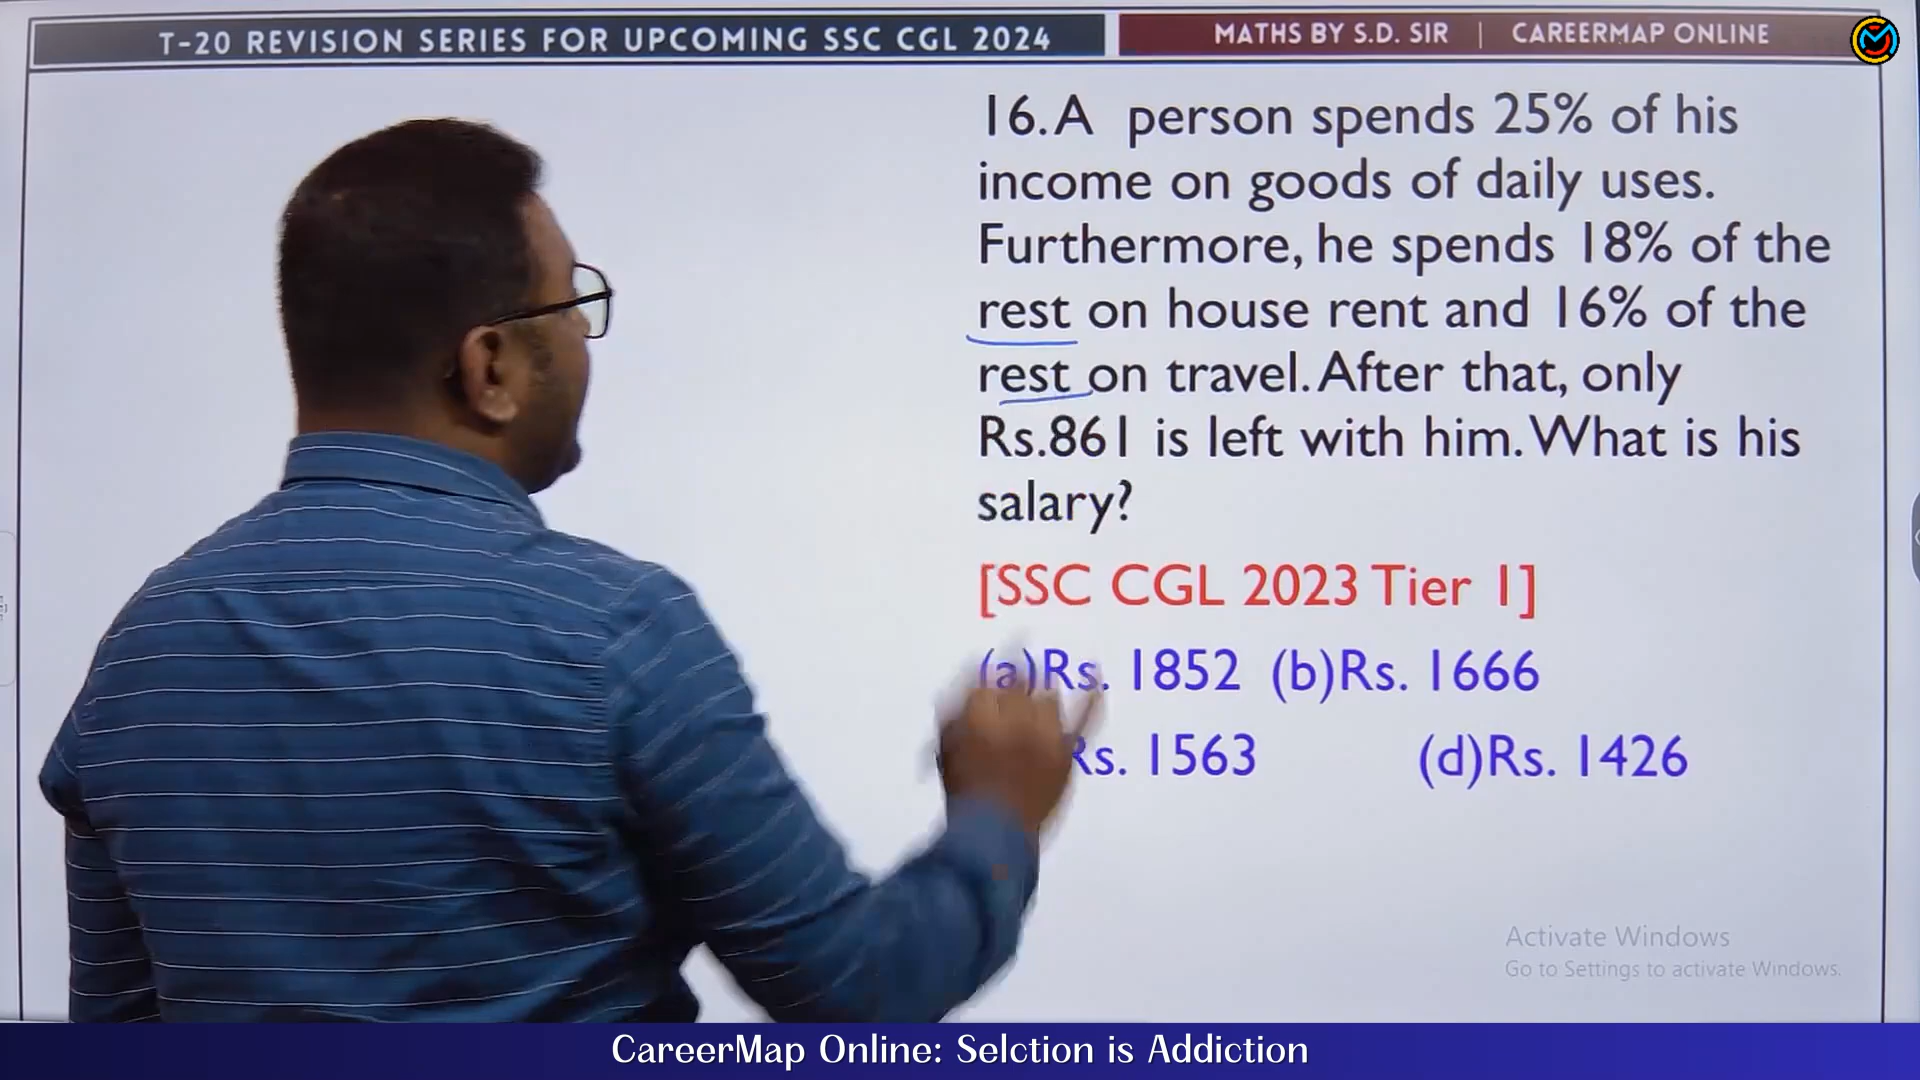 T-20 REVISION SERIES FOR UPCOMING SSC CGL 2024
MATHS BY S.D. SIR | CAREERMAP ONLINE
16. A person spends 25% of his
income on goods of daily uses.
Furthermore, he spends 18% of the
rest on house rent and 16% of the
rest on travel. After that, only
Rs.861 is left with him. What is his
salary?
[SSC CGL 2023 Tier 1]
(a)Rs. 1852 (b)Rs. 1666
Rs. 1563 (d)Rs. 1426
Activate Windows
Go to Settings to activate Windows.
CareerMap Online: Selction is Addiction